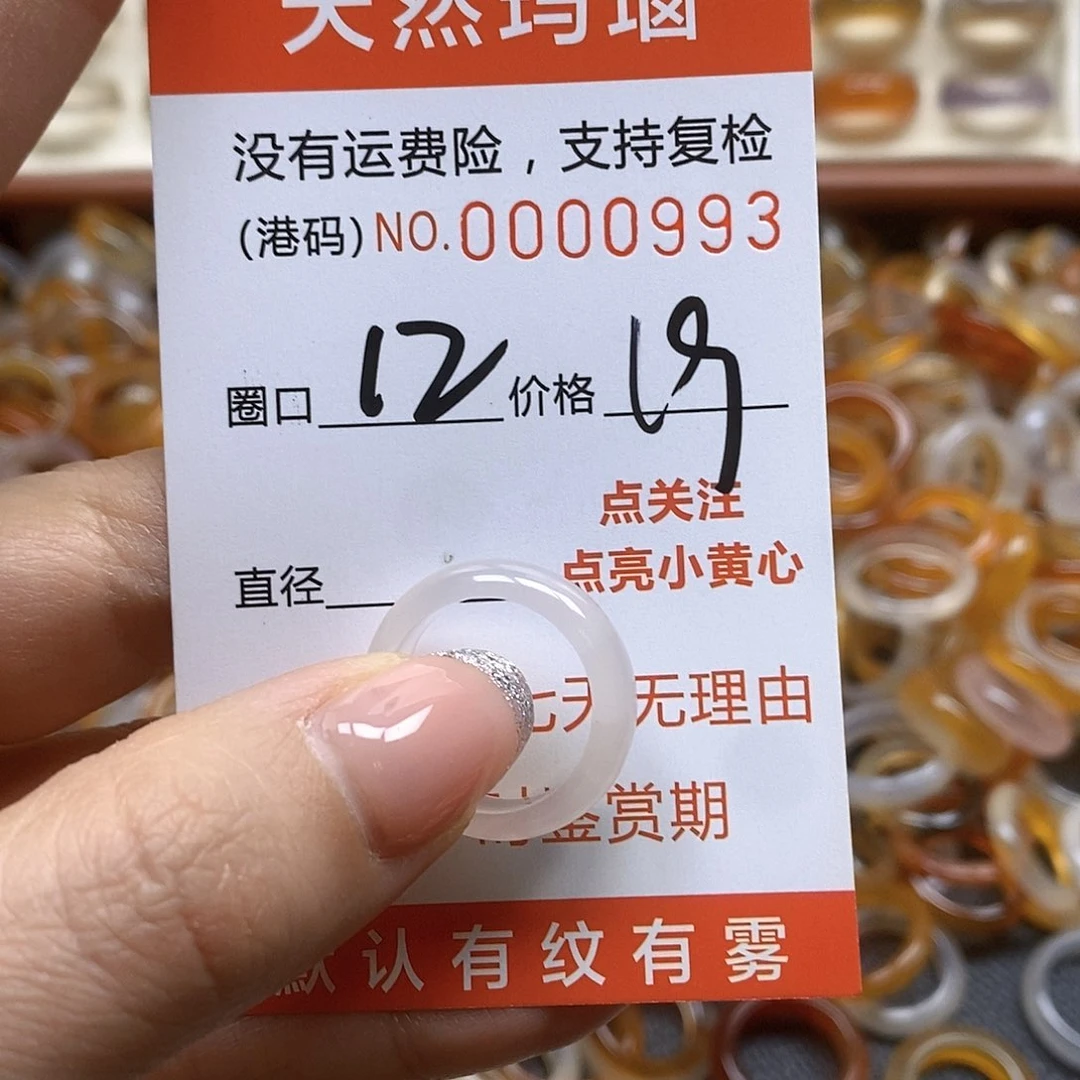 天然玛瑙
没有运费险，支持复检
(港码) NO.0000993
圈口 12 价格 19
点关注
点亮小黄心
直径
七天无理由
鉴赏期
默认有纹有雾